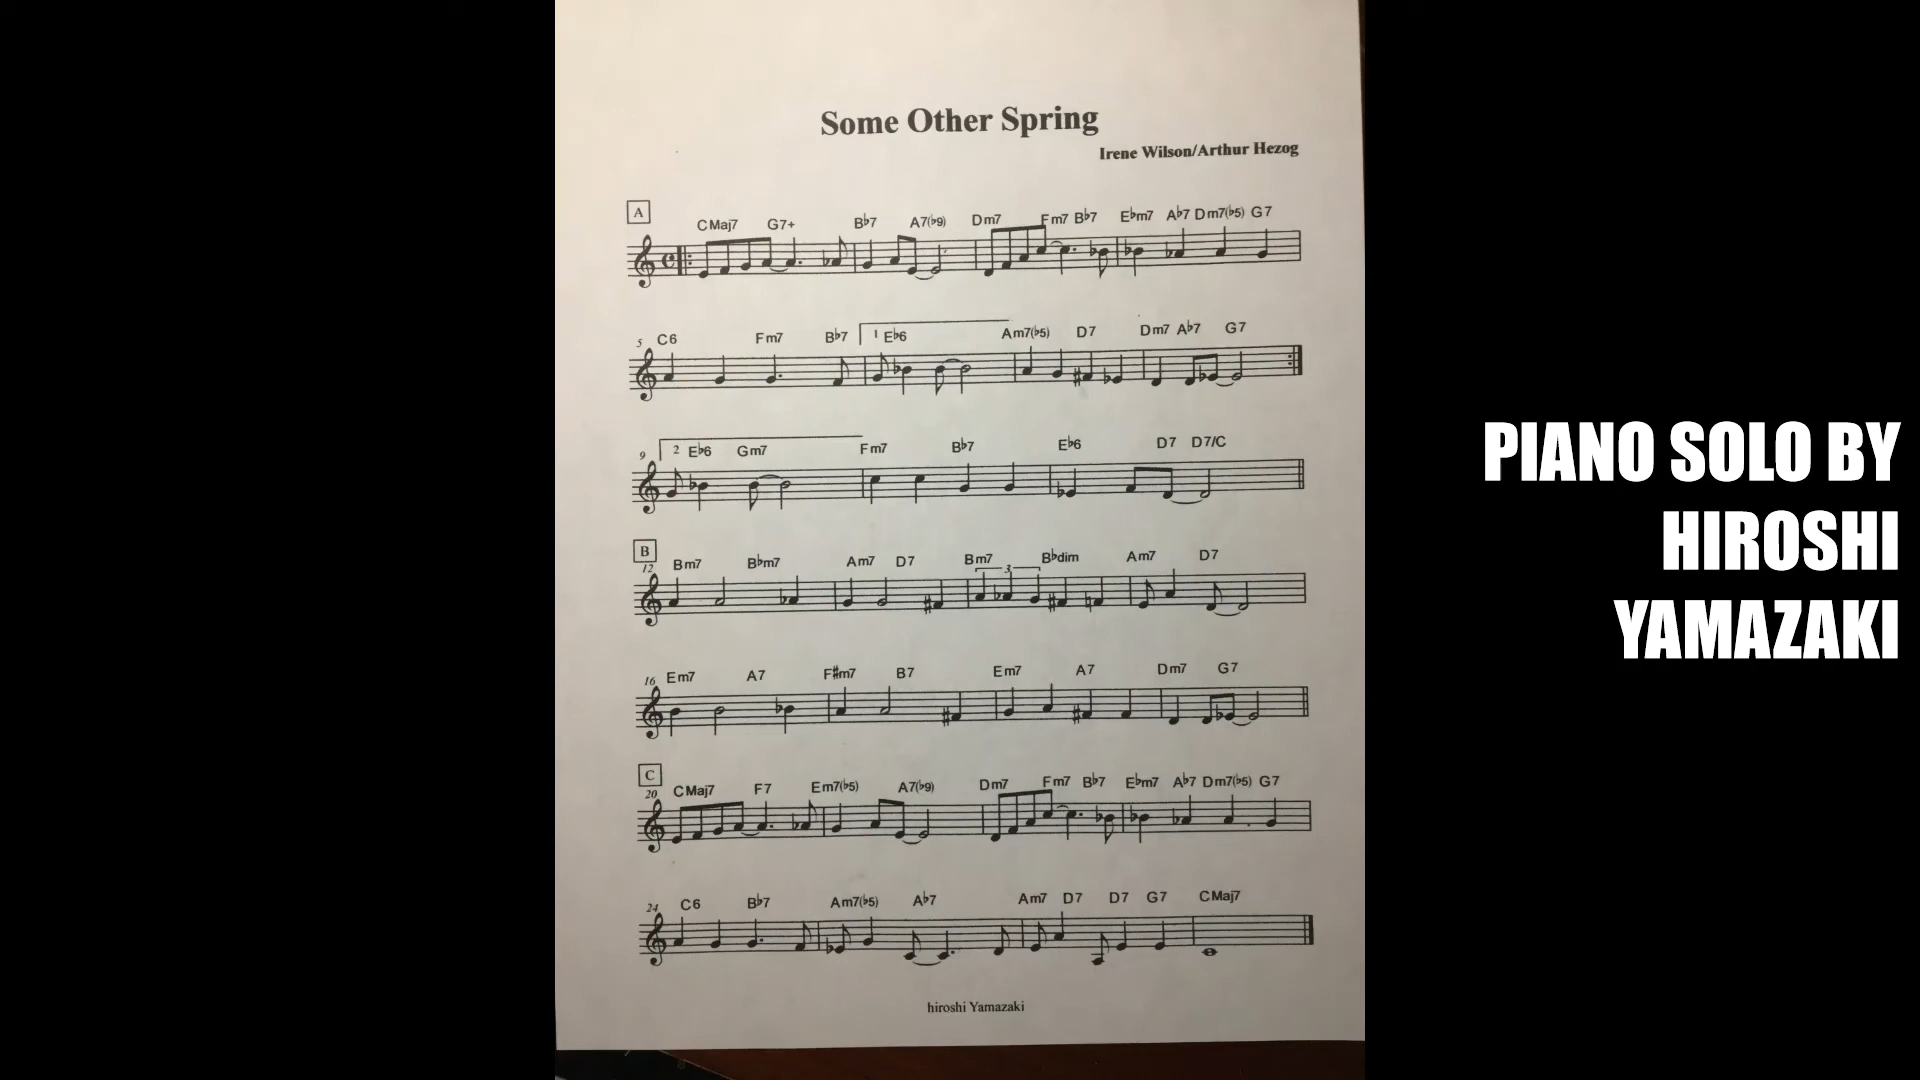 Some Other Spring
Irene Wilson/Arthur Hezog
A
CMaj7 G7+ B♭7 A7(♭9) Dm7 Fm7 B♭7 E♭m7 A♭7 Dm7(♭5) G7
5 C6 Fm7 B♭7 1 E♭6 Am7(♭5) D7 Dm7 A♭7 G7
9 2 E♭6 Gm7 Fm7 B♭7 E♭6 D7 D7/C
B
12 Bm7 B♭m7 Am7 D7 Bm7 3 B♭dim Am7 D7
16 Em7 A7 F#m7 B7 Em7 A7 Dm7 G7
C
20 CMaj7 F7 Em7(♭5) A7(♭9) Dm7 Fm7 B♭7 E♭m7 A♭7 Dm7(♭5) G7
24 C6 B♭7 Am7(♭5) A♭7 Am7 D7 D7 G7 CMaj7
hiroshi Yamazaki
PIANO SOLO BY
HIROSHI
YAMAZAKI